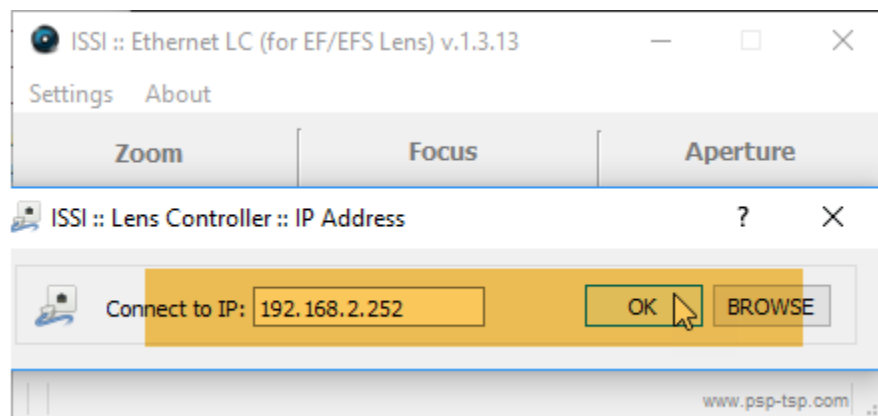 ISSI :: Ethernet LC (for EF/EFS Lens) v.1.3.13
Settings About
Zoom Focus Aperture
ISSI :: Lens Controller :: IP Address ?
Connect to IP: 192.168.2.252 OK BROWSE
www.psp-tsp.com